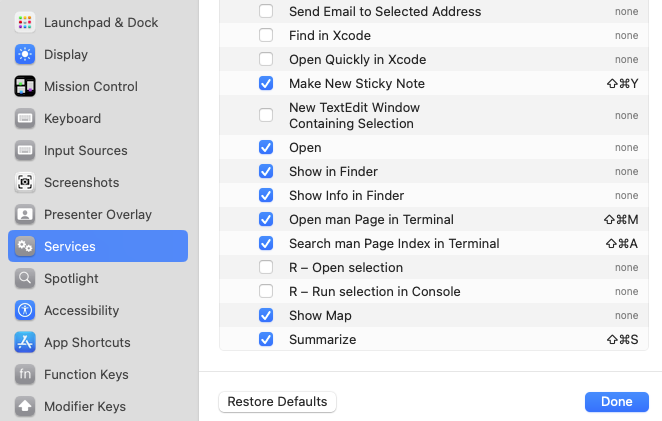 Launchpad & Dock
Display
Mission Control
Keyboard
Input Sources
Screenshots
Presenter Overlay
Services
Spotlight
Accessibility
App Shortcuts
fn Function Keys
Modifier Keys
Send Email to Selected Address none
Find in Xcode none
Open Quickly in Xcode none
Make New Sticky Note ⇧⌘Y
New TextEdit Window
Containing Selection none
Open none
Show in Finder none
Show Info in Finder none
Open man Page in Terminal ⇧⌘M
Search man Page Index in Terminal ⇧⌘A
R – Open selection none
R – Run selection in Console none
Show Map none
Summarize ⇧⌘S
Restore Defaults Done